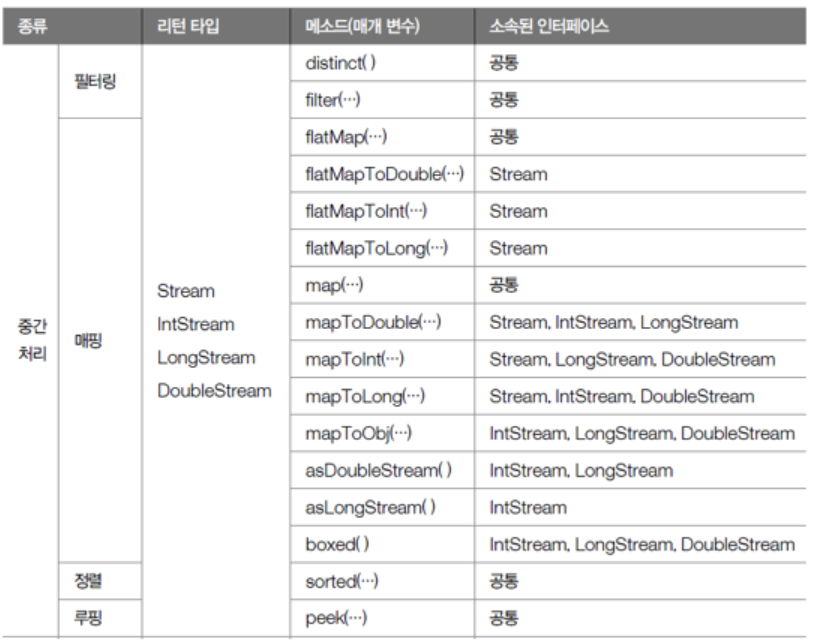 종류 리턴 타입 메소드(매개 변수) 소속된 인터페이스
중간
처리
필터링
Stream
IntStream
LongStream
DoubleStream
distinct( ) 공통
filter(…) 공통
매핑
flatMap(…) 공통
flatMapToDouble(…) Stream
flatMapToInt(…) Stream
flatMapToLong(…) Stream
map(…) 공통
mapToDouble(…) Stream, IntStream, LongStream
mapToInt(…) Stream, LongStream, DoubleStream
mapToLong(…) Stream, IntStream, DoubleStream
mapToObj(…) IntStream, LongStream, DoubleStream
asDoubleStream( ) IntStream, LongStream
asLongStream( ) IntStream
boxed( ) IntStream, LongStream, DoubleStream
정렬 sorted(…) 공통
루핑 peek(…) 공통